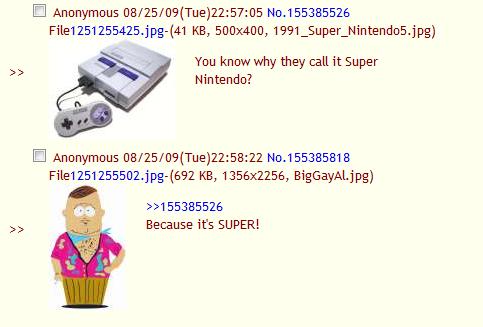 Anonymous 08/25/09(Tue)22:57:05 No.155385526
File1251255425.jpg-(41 KB, 500x400, 1991_Super_Nintendo5.jpg)
>>
You know why they call it Super
Nintendo?
Anonymous 08/25/09(Tue)22:58:22 No.155385818
File1251255502.jpg-(692 KB, 1356x2256, BigGayAl.jpg)
>>
>>155385526
Because it's SUPER!